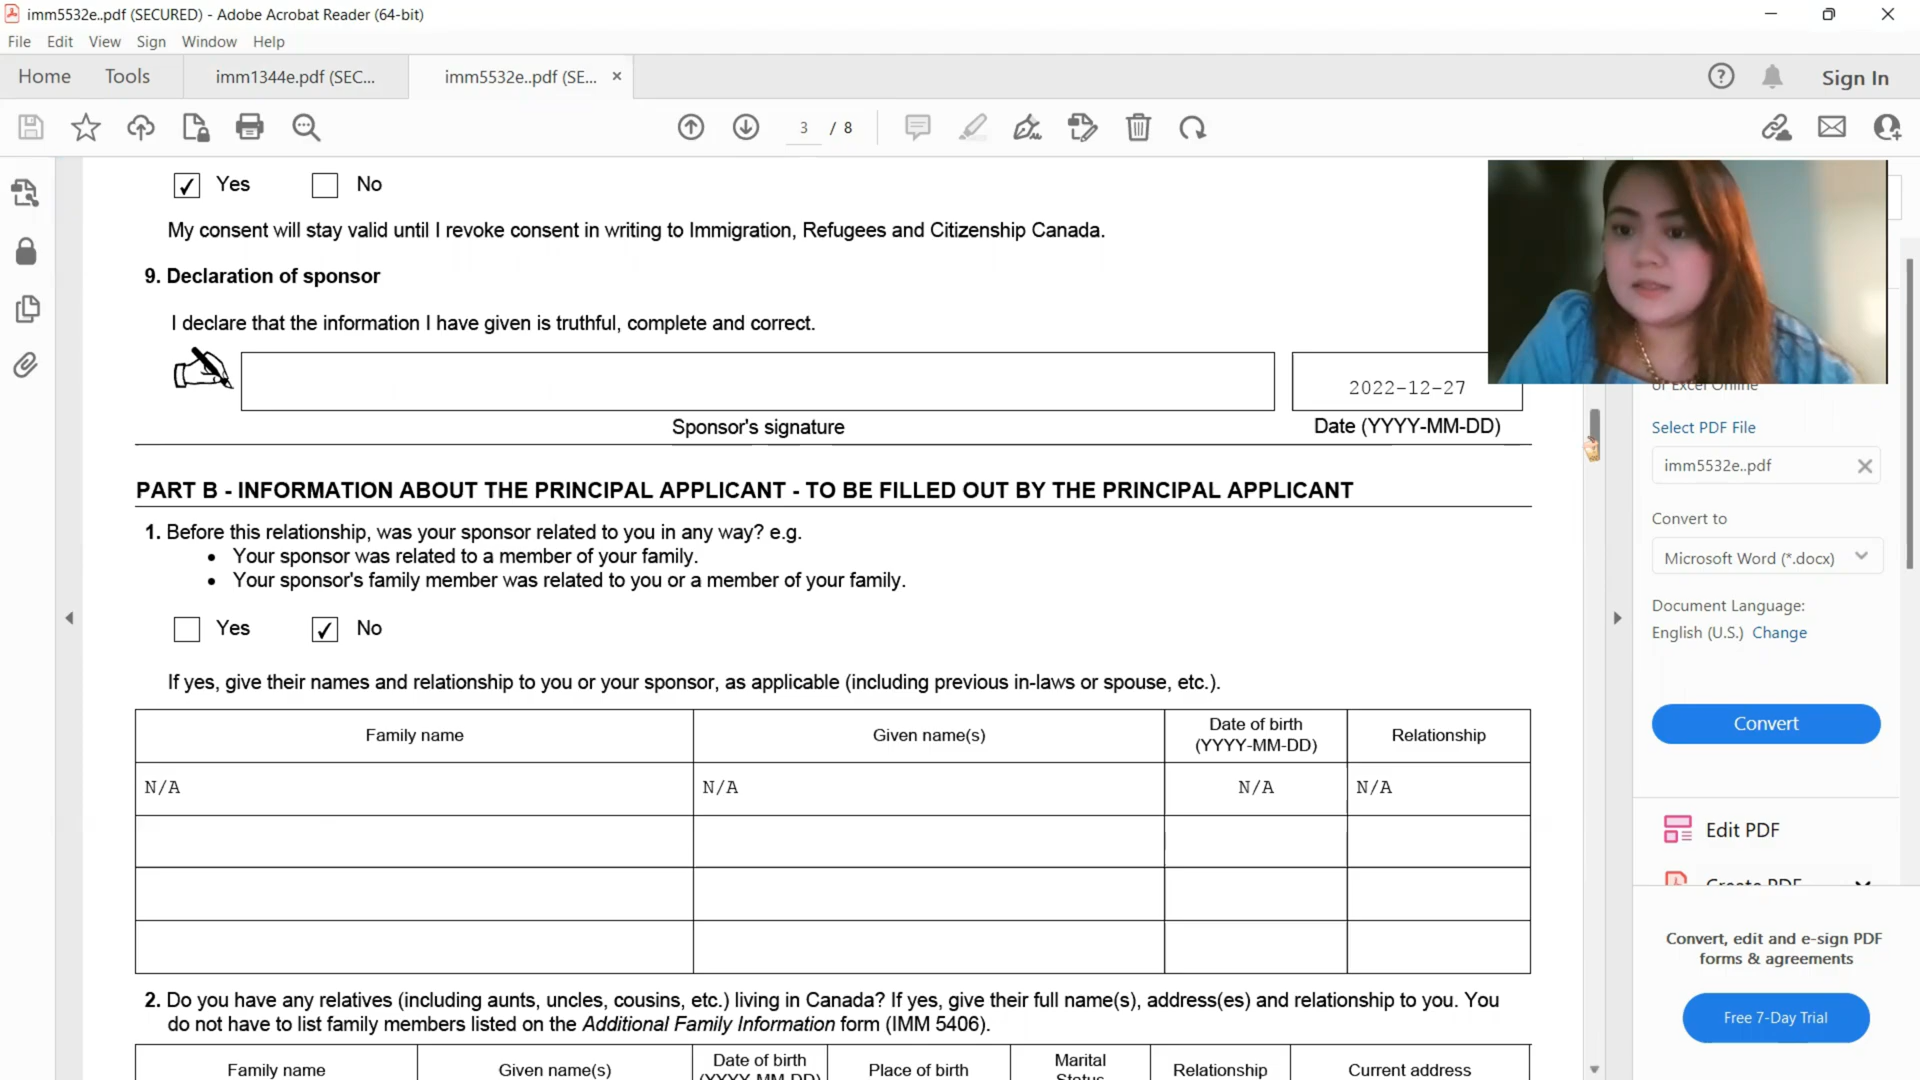 imm5532e..pdf (SECURED) - Adobe Acrobat Reader (64-bit)
File Edit View Sign Window Help
Home Tools imm1344e.pdf (SEC... imm5532e..pdf (SE... Sign In
3 / 8
Yes No
My consent will stay valid until I revoke consent in writing to Immigration, Refugees and Citizenship Canada.
9. Declaration of sponsor
I declare that the information I have given is truthful, complete and correct.
2022-12-27
Sponsor's signature Date (YYYY-MM-DD)
PART B - INFORMATION ABOUT THE PRINCIPAL APPLICANT - TO BE FILLED OUT BY THE PRINCIPAL APPLICANT
1. Before this relationship, was your sponsor related to you in any way? e.g.
• Your sponsor was related to a member of your family.
• Your sponsor's family member was related to you or a member of your family.
Yes No
If yes, give their names and relationship to you or your sponsor, as applicable (including previous in-laws or spouse, etc.).
Family name Given name(s) Date of birth (YYYY-MM-DD) Relationship
N/A N/A N/A N/A
2. Do you have any relatives (including aunts, uncles, cousins, etc.) living in Canada? If yes, give their full name(s), address(es) and relationship to you. You
do not have to list family members listed on the Additional Family Information form (IMM 5406).
Family name Given name(s) Date of birth (YYYY-MM-DD) Place of birth Marital Status Relationship Current address
or Excel Online
Select PDF File
imm5532e..pdf
Convert to
Microsoft Word (*.docx)
Document Language:
English (U.S.) Change
Convert
Edit PDF
Create PDF
Convert, edit and e-sign PDF
forms & agreements
Free 7-Day Trial